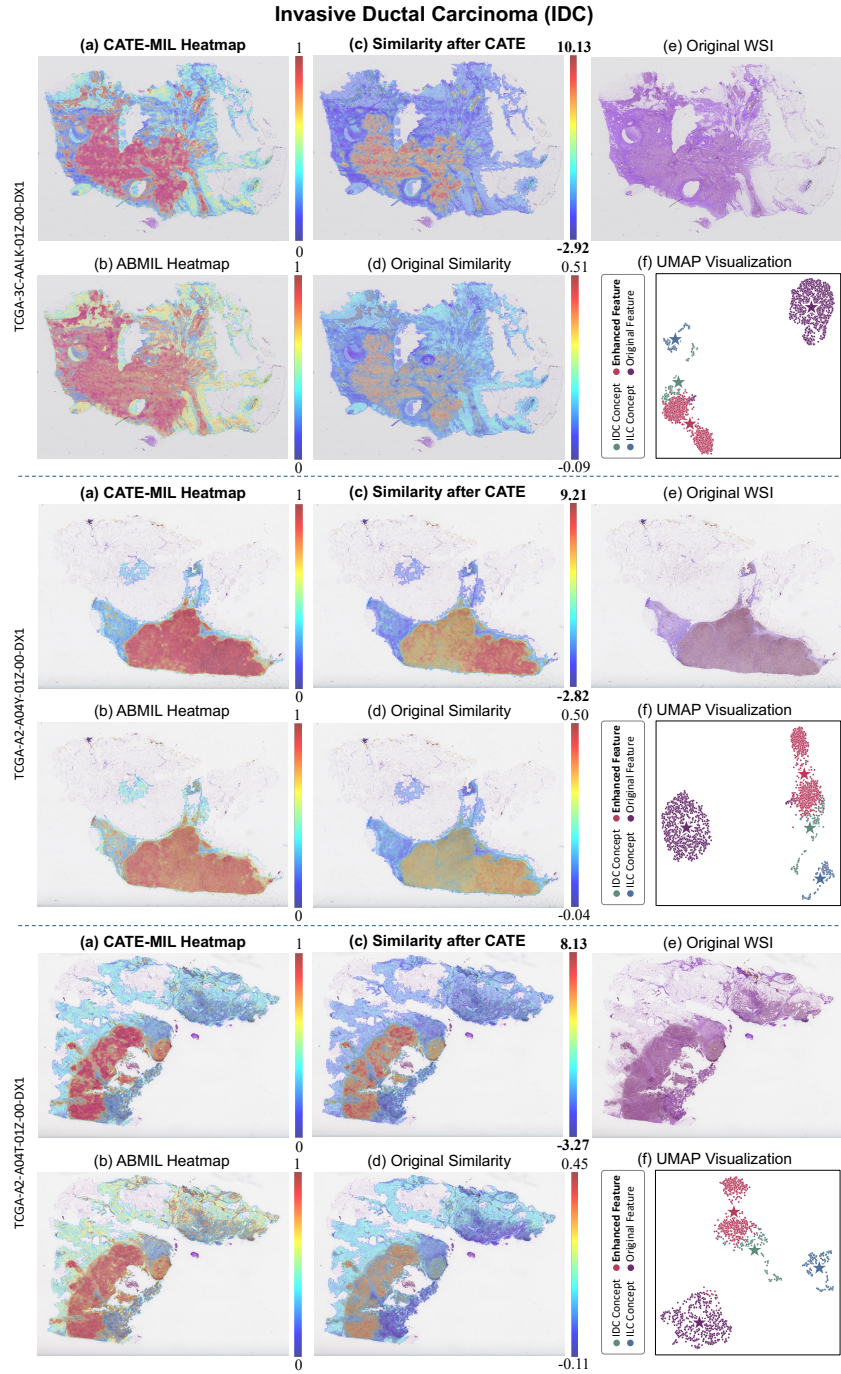 Invasive Ductal Carcinoma (IDC)
TCGA-3C-AALK-01Z-00-DX1
(a) CATE-MIL Heatmap
1
0
(c) Similarity after CATE
10.13
-2.92
(e) Original WSI
(b) ABMIL Heatmap
1
0
(d) Original Similarity
0.51
-0.09
(f) UMAP Visualization
IDC Concept
Enhanced Feature
ILC Concept
Original Feature
TCGA-A2-A04Y-01Z-00-DX1
(a) CATE-MIL Heatmap
1
0
(c) Similarity after CATE
9.21
-2.82
(e) Original WSI
(b) ABMIL Heatmap
1
0
(d) Original Similarity
0.50
-0.04
(f) UMAP Visualization
IDC Concept
Enhanced Feature
ILC Concept
Original Feature
TCGA-A2-A04T-01Z-00-DX1
(a) CATE-MIL Heatmap
1
0
(c) Similarity after CATE
8.13
-3.27
(e) Original WSI
(b) ABMIL Heatmap
1
0
(d) Original Similarity
0.45
-0.11
(f) UMAP Visualization
IDC Concept
Enhanced Feature
ILC Concept
Original Feature